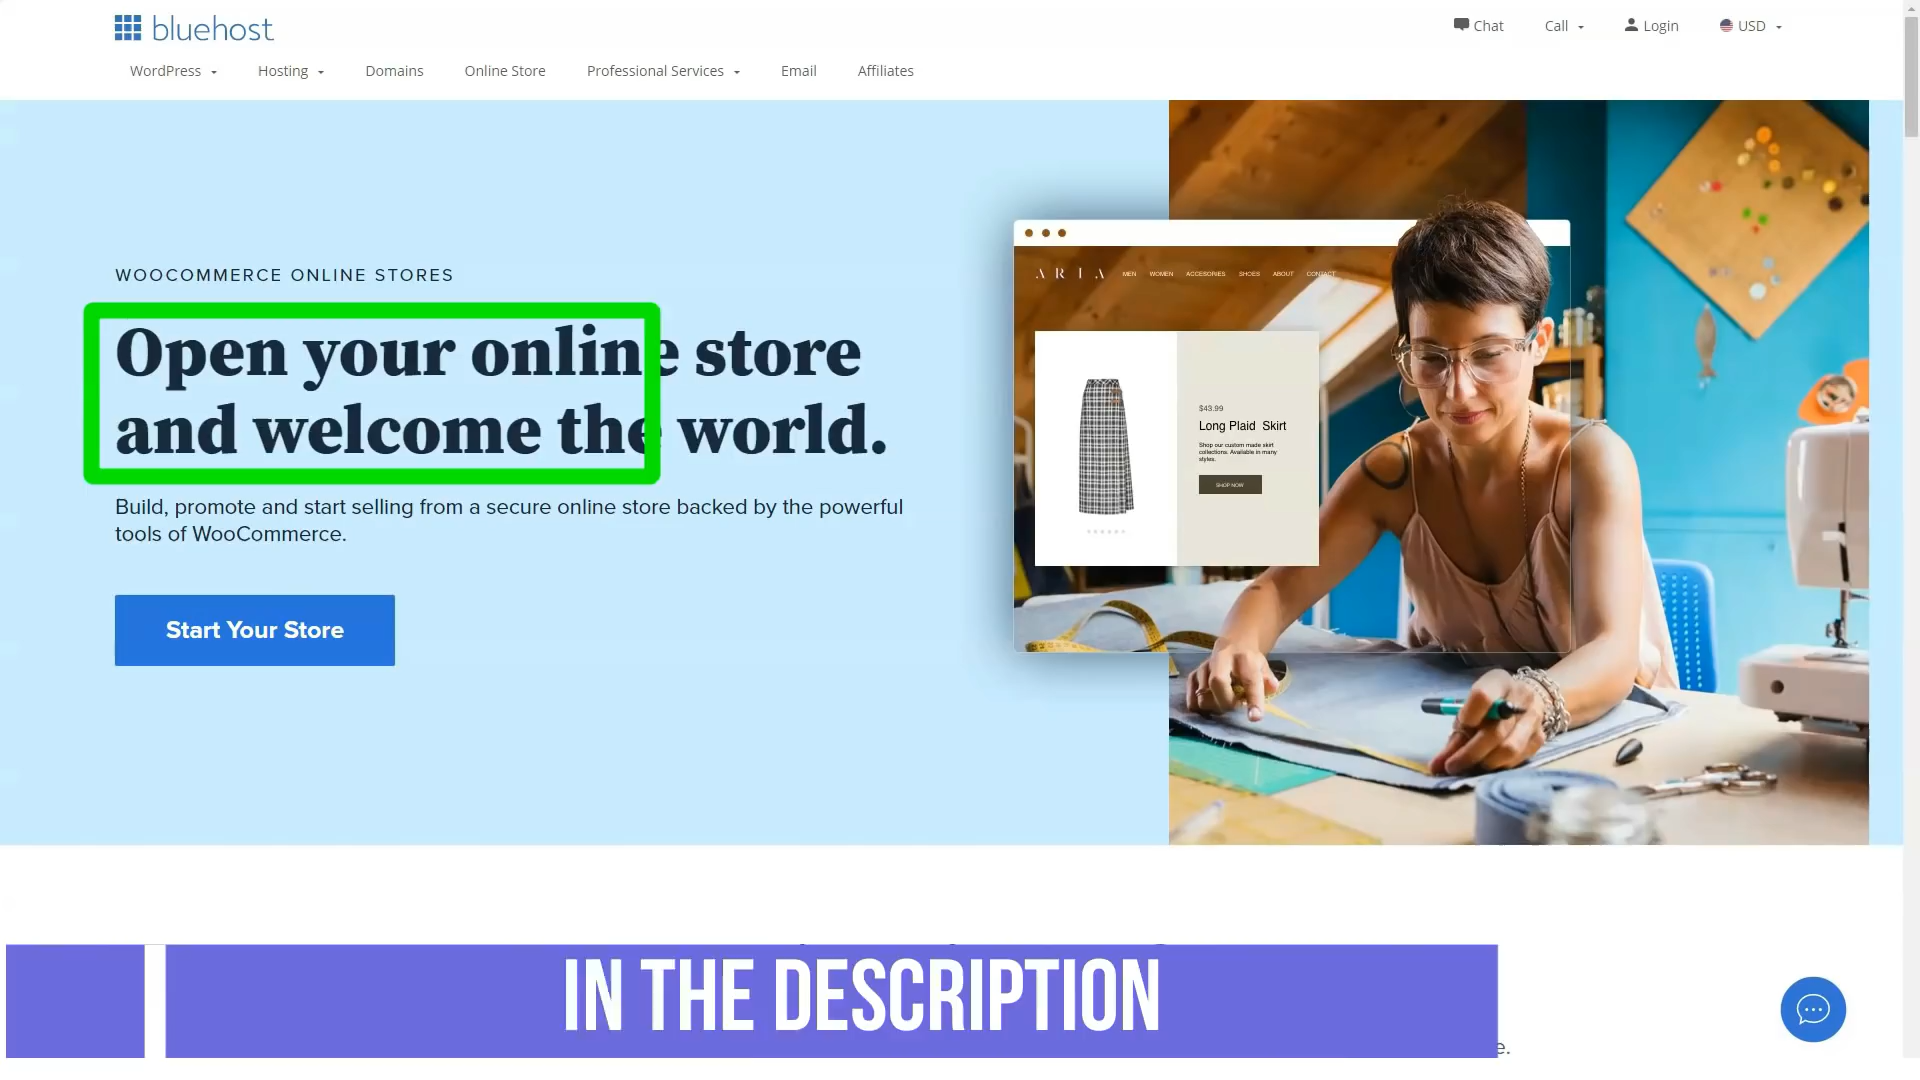 bluehost
Chat
Call
Login
USD
WordPress
Hosting
Domains
Online Store
Professional Services
Email
Affiliates
WOOCOMMERCE ONLINE STORES
Open your online store
and welcome the world.
Build, promote and start selling from a secure online store backed by the powerful
tools of WooCommerce.
Start Your Store
ARIA
MEN
WOMEN
ACCESORIES
SHOES
ABOUT
CONTACT
$43.99
Long Plaid Skirt
Shop our custom made skirt
collections. Available in many
styles.
SHOP NOW
IN THE DESCRIPTION
e.